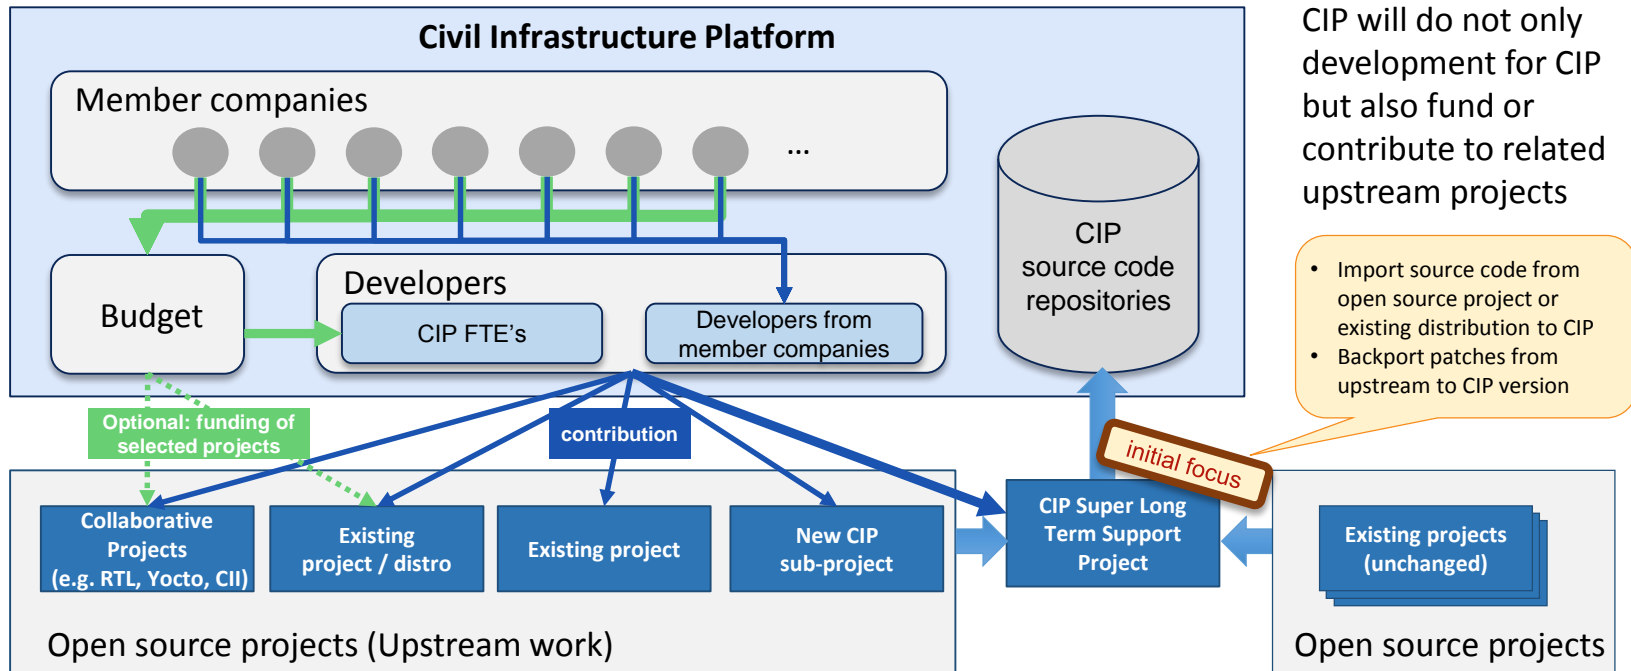 Civil Infrastructure Platform
Member companies
...
Budget
Developers
CIP FTE's
Developers from
member companies
CIP
source code
repositories
CIP will do not only
development for CIP
but also fund or
contribute to related
upstream projects
• Import source code from
open source project or
existing distribution to CIP
• Backport patches from
upstream to CIP version
Optional: funding of
selected projects
contribution
initial focus
Collaborative
Projects
(e.g. RTL, Yocto, CII)
Existing
project / distro
Existing project
New CIP
sub-project
CIP Super Long
Term Support
Project
Existing projects
(unchanged)
Open source projects (Upstream work)
Open source projects